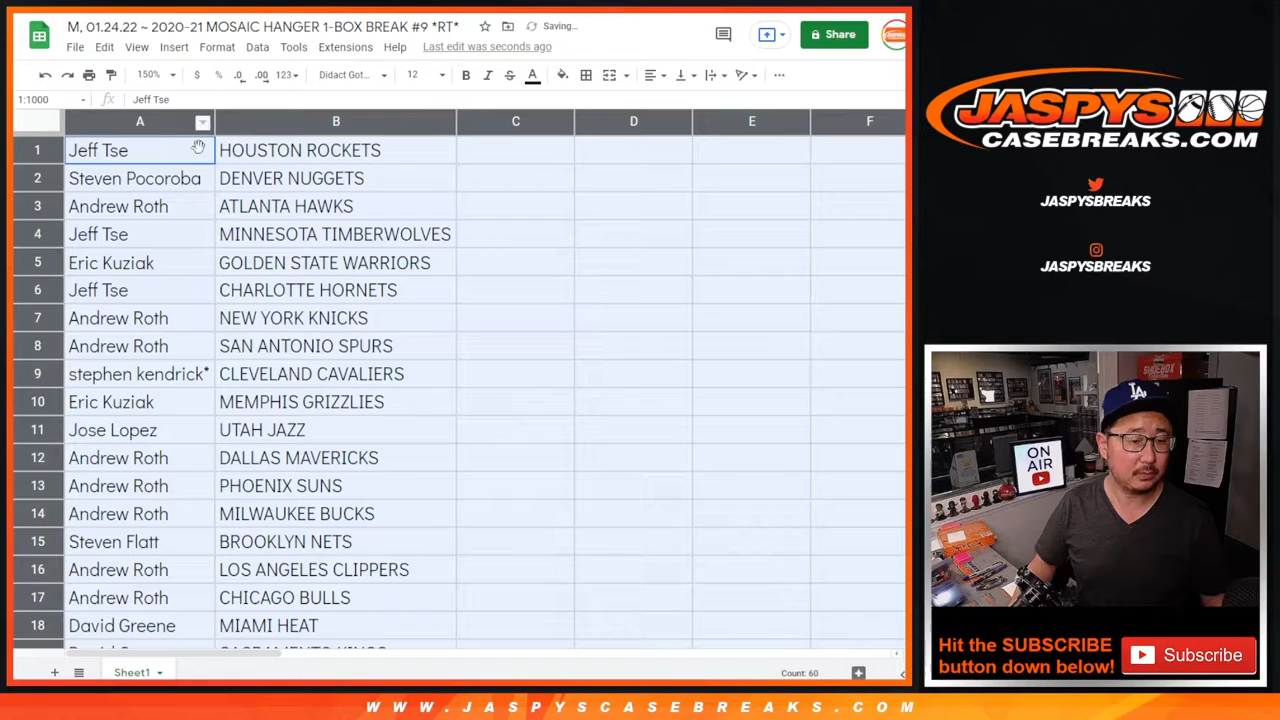 M, 01.24.22 ~ 2020-21 MOSAIC HANGER 1-BOX BREAK #9 *RT*
Saving...
File Edit View Insert Format Data Tools Extensions Help Last edit was seconds ago
Share
150% $ % .0 .00 123 Didact Got... 12 B I S A
1:1000 fx Jeff Tse
A B C D E F
1 Jeff Tse HOUSTON ROCKETS
2 Steven Pocoroba DENVER NUGGETS
3 Andrew Roth ATLANTA HAWKS
4 Jeff Tse MINNESOTA TIMBERWOLVES
5 Eric Kuziak GOLDEN STATE WARRIORS
6 Jeff Tse CHARLOTTE HORNETS
7 Andrew Roth NEW YORK KNICKS
8 Andrew Roth SAN ANTONIO SPURS
9 stephen kendrick* CLEVELAND CAVALIERS
10 Eric Kuziak MEMPHIS GRIZZLIES
11 Jose Lopez UTAH JAZZ
12 Andrew Roth DALLAS MAVERICKS
13 Andrew Roth PHOENIX SUNS
14 Andrew Roth MILWAUKEE BUCKS
15 Steven Flatt BROOKLYN NETS
16 Andrew Roth LOS ANGELES CLIPPERS
17 Andrew Roth CHICAGO BULLS
18 David Greene MIAMI HEAT
Sheet1
Count: 60
JASPYS
CASEBREAKS.COM
JASPYSBREAKS
JASPYSBREAKS
SHOEBOX
LA
ON
AIR
Hit the SUBSCRIBE
button down below!
Subscribe
WWW.JASPYSCASEBREAKS.COM